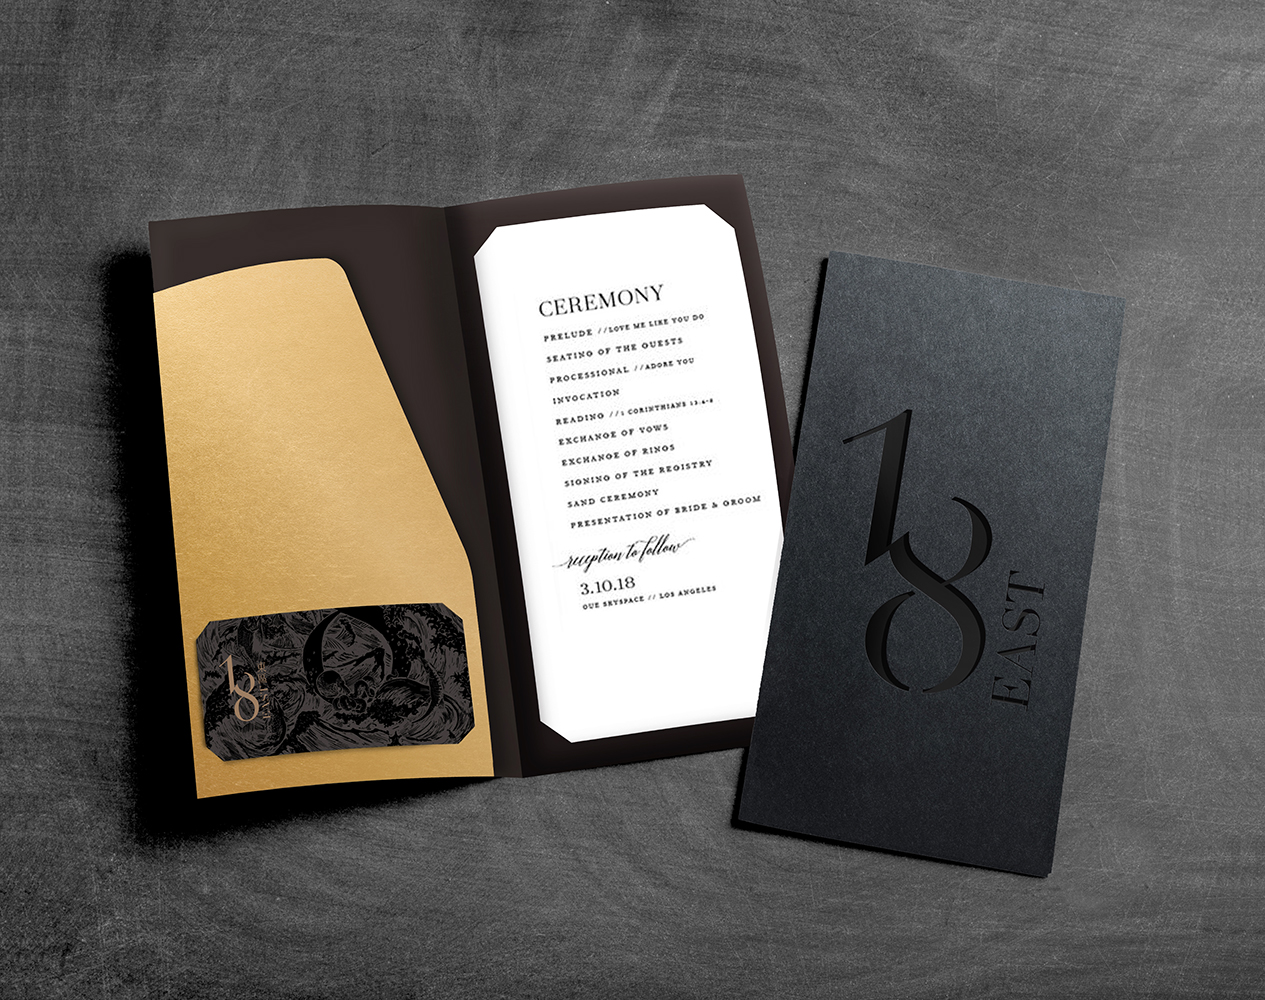 CEREMONY
PRELUDE //LOVE ME LIKE YOU DO
SEATING OF THE GUESTS
PROCESSIONAL //ADORE YOU
INVOCATION
READING //1 CORINTHIANS 13.4-8
EXCHANGE OF VOWS
EXCHANGE OF RINGS
SIGNING OF THE REGISTRY
SAND CEREMONY
PRESENTATION OF BRIDE & GROOM
reception to follow
3.10.18
OUE SKYSPACE // LOS ANGELES
18
EAST
18
EAST